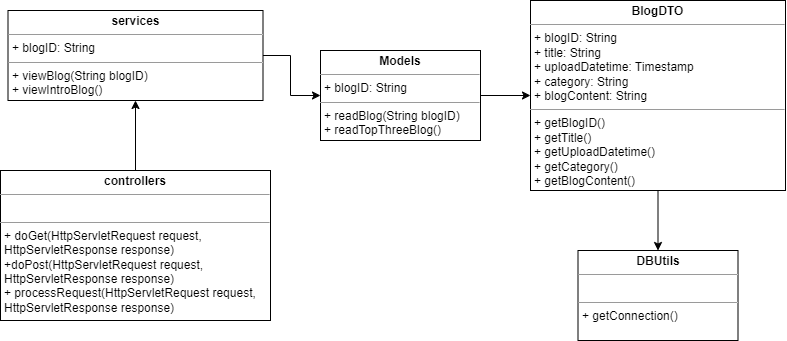 services
+ blogID: String
+ viewBlog(String blogID)
+ viewIntroBlog()
Models
+ blogID: String
+ readBlog(String blogID)
+ readTopThreeBlog()
BlogDTO
+ blogID: String
+ title: String
+ uploadDatetime: Timestamp
+ category: String
+ blogContent: String
+ getBlogID()
+ getTitle()
+ getUploadDatetime()
+ getCategory()
+ getBlogContent()
controllers
+ doGet(HttpServletRequest request,
HttpServletResponse response)
+doPost(HttpServletRequest request,
HttpServletResponse response)
+ processRequest(HttpServletRequest request,
HttpServletResponse response)
DBUtils
+ getConnection()